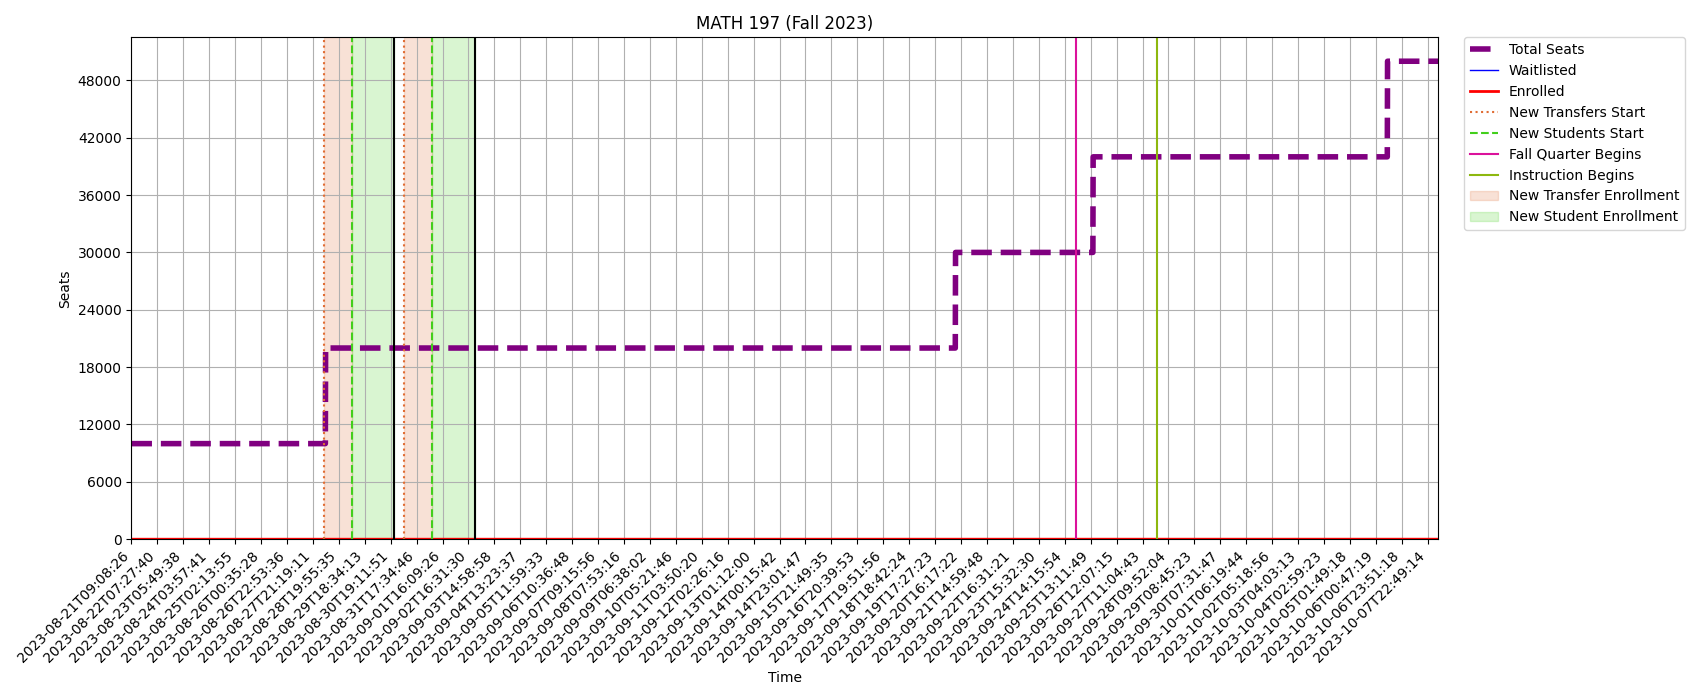 MATH 197 (Fall 2023)
Total Seats
Waitlisted
Enrolled
New Transfers Start
New Students Start
Fall Quarter Begins
Instruction Begins
New Transfer Enrollment
New Student Enrollment
Seats
48000
42000
36000
30000
24000
18000
12000
6000
0
2023-08-21T09:08:26
2023-08-22T07:27:40
2023-08-23T05:49:38
2023-08-24T03:57:41
2023-08-25T02:13:55
2023-08-26T00:35:28
2023-08-26T22:53:36
2023-08-27T21:19:11
2023-08-28T19:55:35
2023-08-29T18:34:13
2023-08-30T19:11:51
2023-08-31T17:34:46
2023-09-01T16:09:26
2023-09-02T16:31:30
2023-09-03T14:58:58
2023-09-04T13:23:37
2023-09-05T11:59:33
2023-09-06T10:36:48
2023-09-07T09:15:56
2023-09-08T07:53:16
2023-09-09T06:38:02
2023-09-10T05:21:46
2023-09-11T03:50:20
2023-09-12T02:26:16
2023-09-13T01:12:00
2023-09-14T00:15:42
2023-09-14T23:01:47
2023-09-15T21:49:35
2023-09-16T20:39:53
2023-09-17T19:51:56
2023-09-18T18:42:24
2023-09-19T17:27:23
2023-09-20T16:17:22
2023-09-21T14:59:48
2023-09-22T16:31:21
2023-09-23T15:32:30
2023-09-24T14:15:54
2023-09-25T13:11:49
2023-09-26T12:07:15
2023-09-27T11:04:43
2023-09-28T09:52:04
2023-09-29T08:45:23
2023-09-30T07:31:47
2023-10-01T06:19:44
2023-10-02T05:18:56
2023-10-03T04:03:13
2023-10-04T02:59:23
2023-10-05T01:49:18
2023-10-06T00:47:19
2023-10-06T23:51:18
2023-10-07T22:49:14
Time